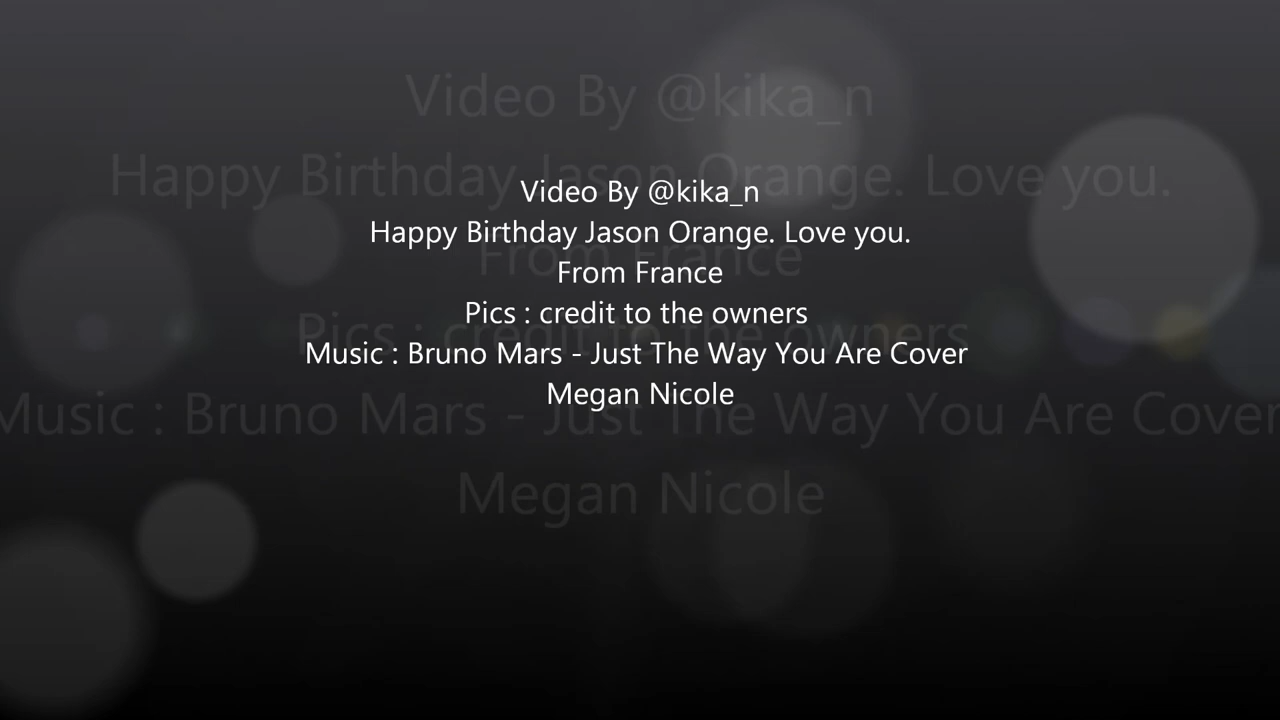 Video By @kika_n
Happy Birthday Jason Orange. Love you.
From France
Pics : credit to the owners
Music : Bruno Mars - Just The Way You Are Cover
Megan Nicole